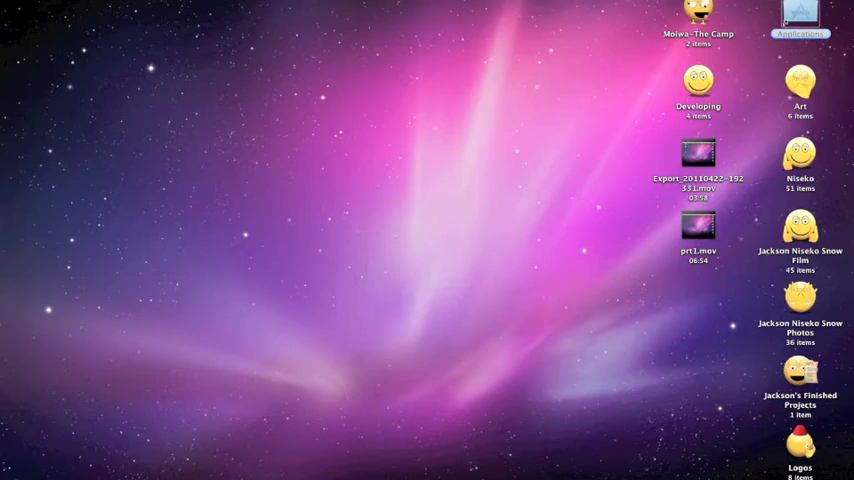 Moiwa-The Camp
2 items
Applications
Developing
4 items
Art
6 items
Export_20110422-192
331.mov
03:58
Niseko
51 items
prt1.mov
06:54
Jackson Niseko Snow
Film
45 items
Jackson Niseko Snow
Photos
36 items
Jackson's Finished
Projects
1 item
Logos
8 items